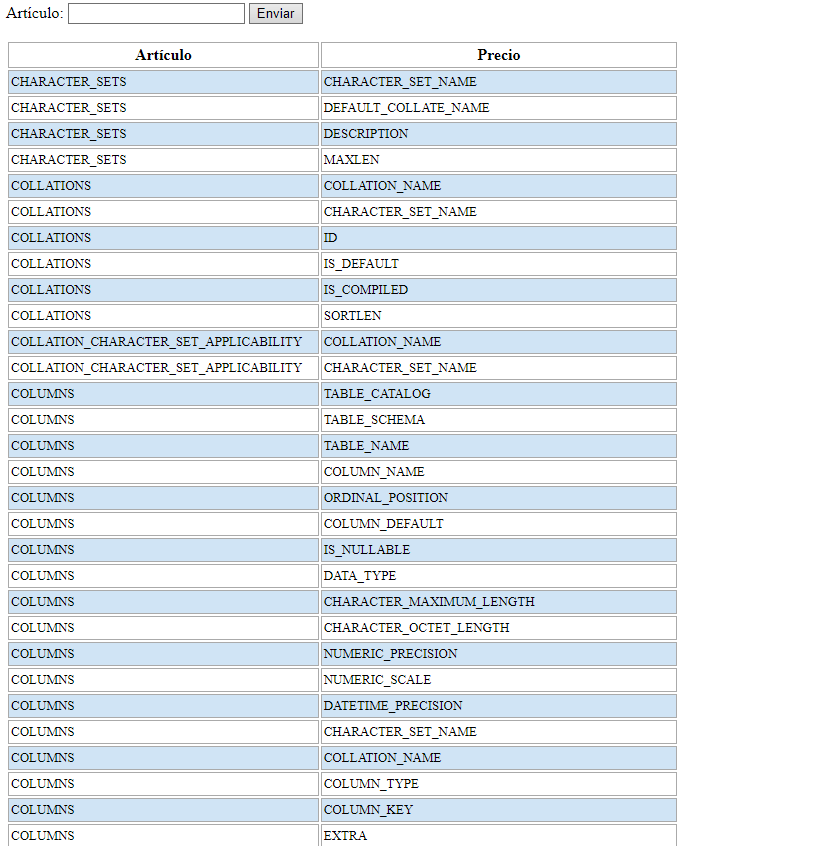 Artículo: Enviar
Artículo Precio
CHARACTER_SETS CHARACTER_SET_NAME
CHARACTER_SETS DEFAULT_COLLATE_NAME
CHARACTER_SETS DESCRIPTION
CHARACTER_SETS MAXLEN
COLLATIONS COLLATION_NAME
COLLATIONS CHARACTER_SET_NAME
COLLATIONS ID
COLLATIONS IS_DEFAULT
COLLATIONS IS_COMPILED
COLLATIONS SORTLEN
COLLATION_CHARACTER_SET_APPLICABILITY COLLATION_NAME
COLLATION_CHARACTER_SET_APPLICABILITY CHARACTER_SET_NAME
COLUMNS TABLE_CATALOG
COLUMNS TABLE_SCHEMA
COLUMNS TABLE_NAME
COLUMNS COLUMN_NAME
COLUMNS ORDINAL_POSITION
COLUMNS COLUMN_DEFAULT
COLUMNS IS_NULLABLE
COLUMNS DATA_TYPE
COLUMNS CHARACTER_MAXIMUM_LENGTH
COLUMNS CHARACTER_OCTET_LENGTH
COLUMNS NUMERIC_PRECISION
COLUMNS NUMERIC_SCALE
COLUMNS DATETIME_PRECISION
COLUMNS CHARACTER_SET_NAME
COLUMNS COLLATION_NAME
COLUMNS COLUMN_TYPE
COLUMNS COLUMN_KEY
COLUMNS EXTRA